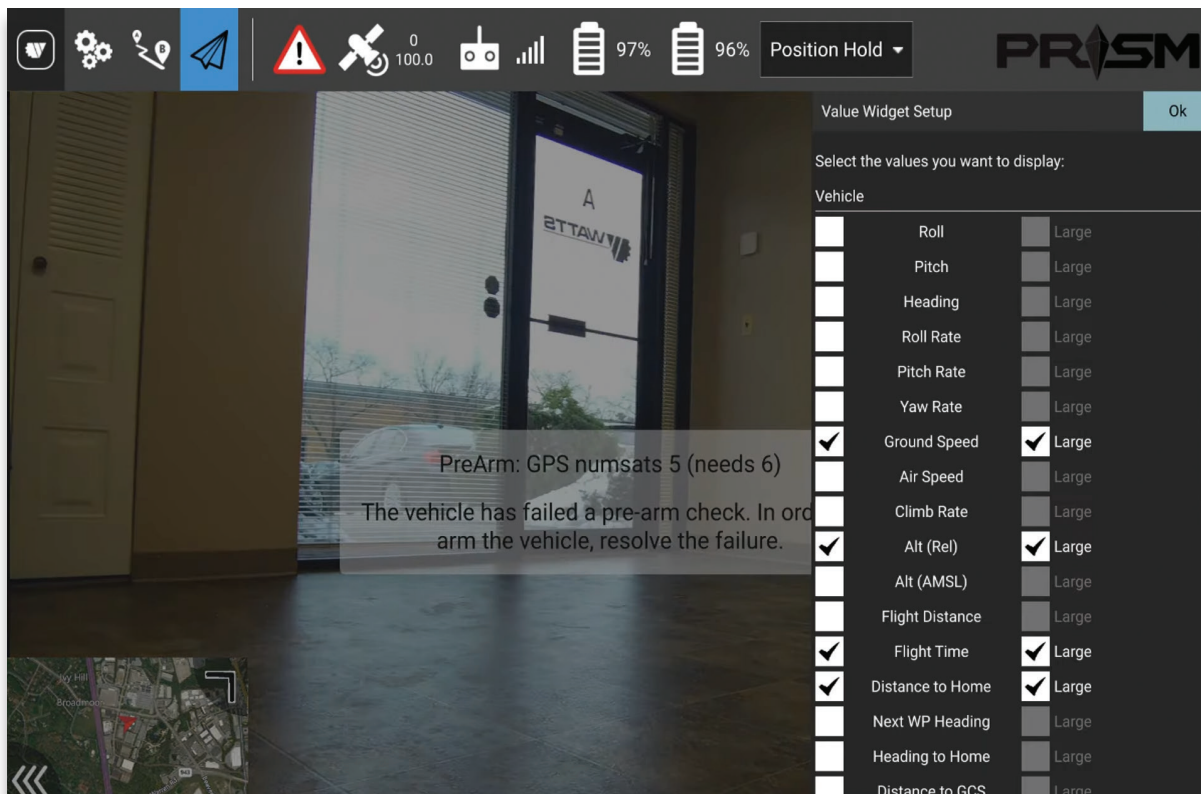 0
100.0
97%
96%
Position Hold
PRISM
Value Widget Setup
Ok
Select the values you want to display:
Vehicle
Roll Large
Pitch Large
Heading Large
Roll Rate Large
Pitch Rate Large
Yaw Rate Large
Ground Speed Large
Air Speed Large
Climb Rate Large
Alt (Rel) Large
Alt (AMSL) Large
Flight Distance Large
Flight Time Large
Distance to Home Large
Next WP Heading Large
Heading to Home Large
Distance to GCS Large
A
WATTS
PreArm: GPS numsats 5 (needs 6)
The vehicle has failed a pre-arm check. In ord
arm the vehicle, resolve the failure.
Ivy Hill
Broadmoor
B